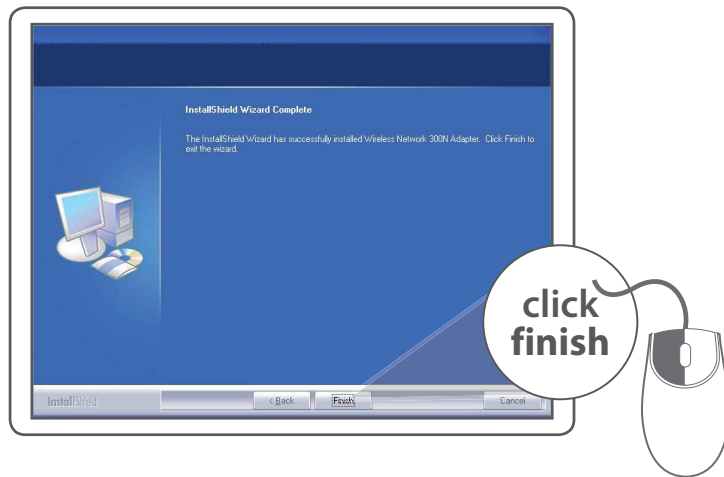 InstallShield Wizard Complete
The InstallShield Wizard has successfully installed Wireless Network 300N Adapter. Click Finish to
exit the wizard.
click
finish
InstallShield
< Back
Finish
Cancel